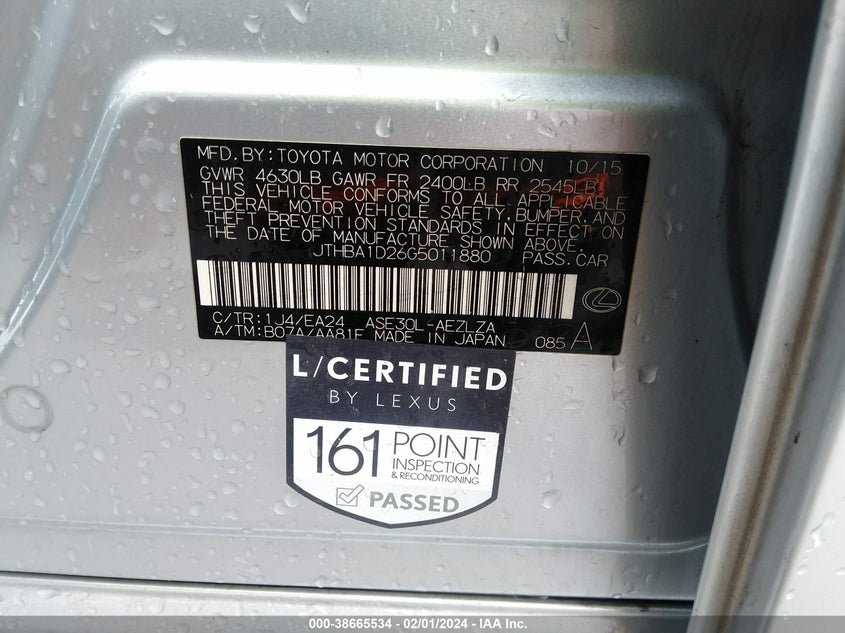 MFD.BY:TOYOTA MOTOR CORPORATION 10/15
GVWR 4630LB GAWR FR 2400LB RR 2545LB
THIS VEHICLE CONFORMS TO ALL APPLICABLE
FEDERAL MOTOR VEHICLE SAFETY,BUMPER,AND
THEFT PREVENTION STANDARDS IN EFFECT ON
THE DATE OF MANUFACTURE SHOWN ABOVE.
JTHBA1D26G5011880 PASS.CAR
C/TR:1J4/EA24 ASE30L-AEZLZA
A/TM:B07A/AA81E MADE IN JAPAN 085 A
L/CERTIFIED
BY LEXUS
161 POINT
INSPECTION
& RECONDITIONING
PASSED
000-38665534 - 02/01/2024 - IAA Inc.